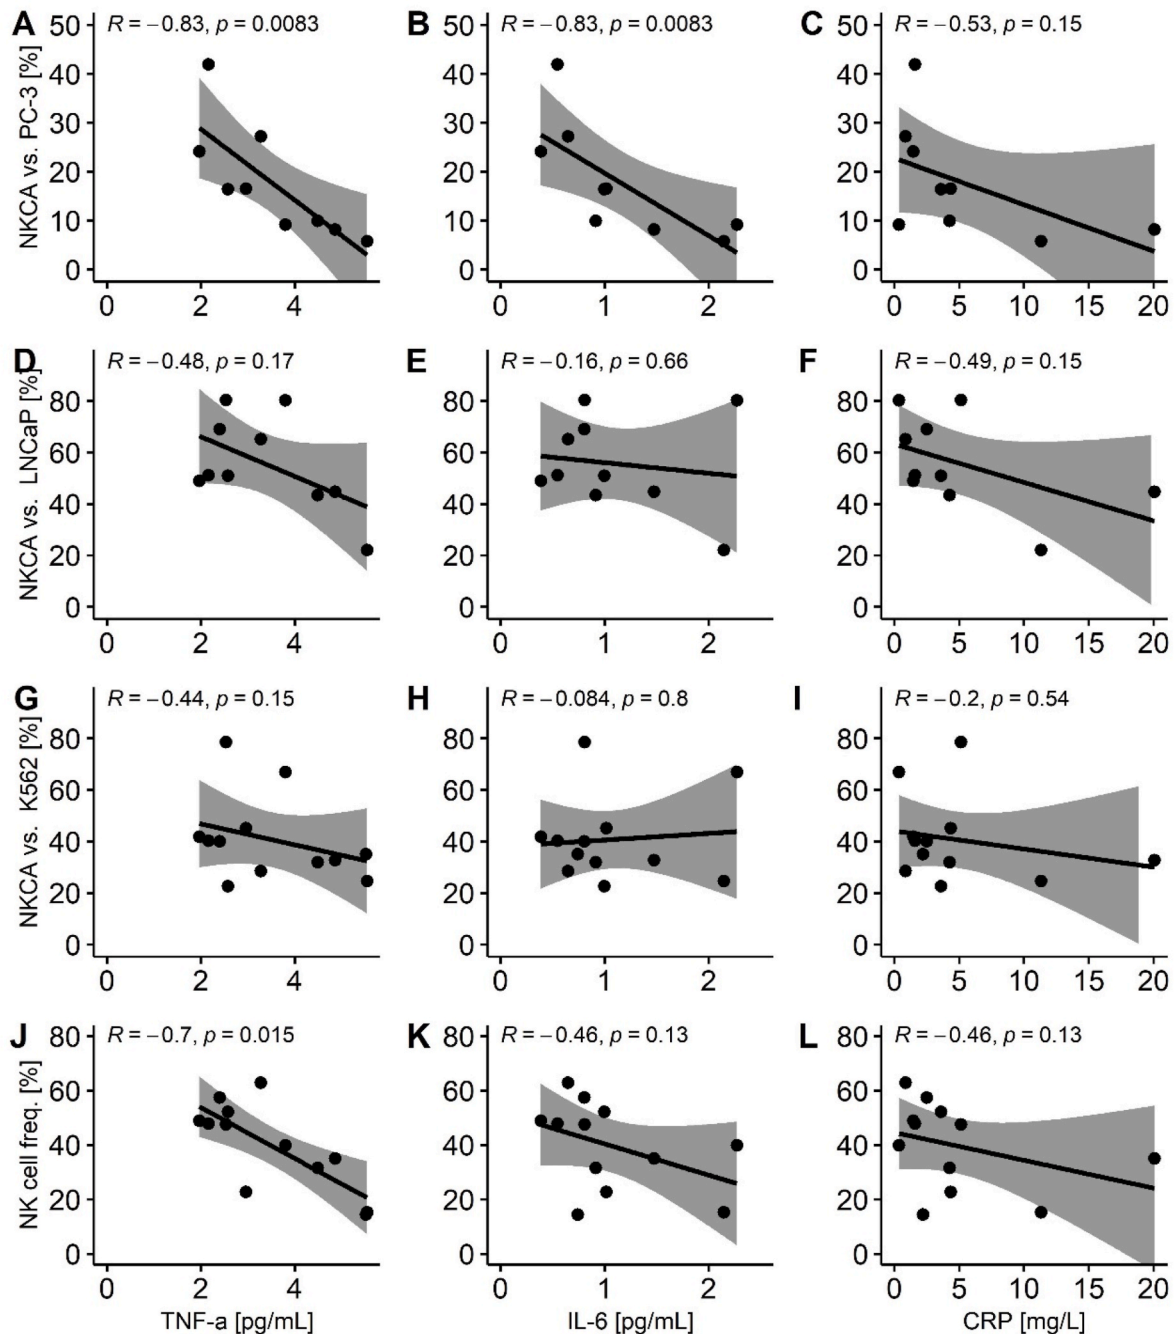 A R = −0.83, p = 0.0083
B R = −0.83, p = 0.0083
C R = −0.53, p = 0.15
NKCA vs. PC-3 [%]
50
40
30
20
10
0
0 2 4
0 1 2
0 5 10 15 20
D R = −0.48, p = 0.17
E R = −0.16, p = 0.66
F R = −0.49, p = 0.15
NKCA vs. LNCaP [%]
80
60
40
20
0
0 2 4
0 1 2
0 5 10 15 20
G R = −0.44, p = 0.15
H R = −0.084, p = 0.8
I R = −0.2, p = 0.54
NKCA vs. K562 [%]
80
60
40
20
0
0 2 4
0 1 2
0 5 10 15 20
J R = −0.7, p = 0.015
K R = −0.46, p = 0.13
L R = −0.46, p = 0.13
NK cell freq. [%]
80
60
40
20
0
0 2 4
0 1 2
0 5 10 15 20
TNF-a [pg/mL]
IL-6 [pg/mL]
CRP [mg/L]